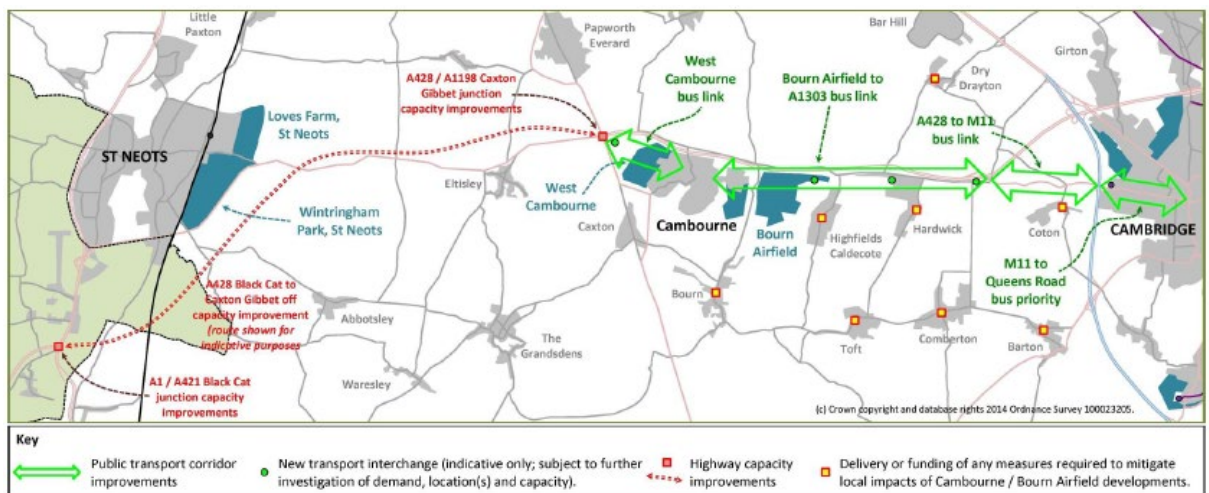 Little
Paxton
Papworth
Everard
Bar Hill
Girton
A428 / A1198 Caxton
Gibbet junction
capacity improvements
West
Cambourne
bus link
Bourn Airfield to
A1303 bus link
Dry
Drayton
Loves Farm,
St Neots
A428 to M11
bus link
ST NEOTS
Eltisley
West
Cambourne
Wintringham
Park, St Neots
Caxton
Cambourne
Bourn
Airfield
Highfields
Caldecote
Hardwick
Coton
CAMBRIDGE
A428 Black Cat to
Caxton Gibbet off
capacity improvement
(route shown for
indicative purposes
M11 to
Queens Road
bus priority
Abbotsley
The
Grandsdens
Bourn
Toft
Comberton
Barton
Waresley
A1 / A421 Black Cat
junction capacity
improvements
(c) Crown copyright and database rights 2014 Ordnance Survey 100023205.
Key
Public transport corridor
improvements
New transport interchange (indicative only; subject to further
investigation of demand, location(s) and capacity).
Highway capacity
improvements
Delivery or funding of any measures required to mitigate
local impacts of Cambourne / Bourn Airfield developments.